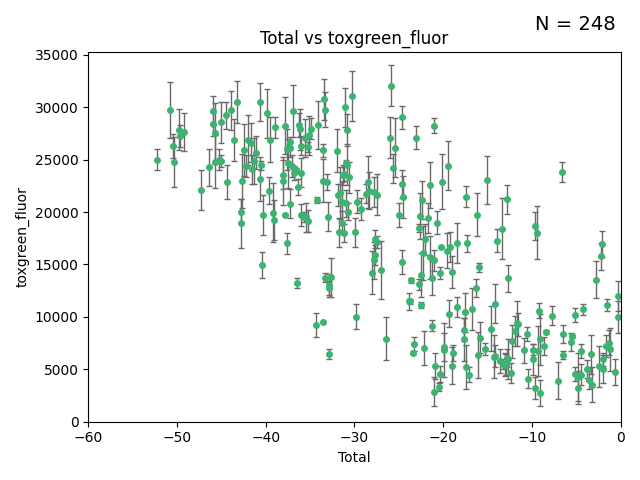 N = 248
Total vs toxgreen_fluor
35000
30000
25000
20000
15000
10000
5000
0
toxgreen_fluor
−60 −50 −40 −30 −20 −10 0
Total